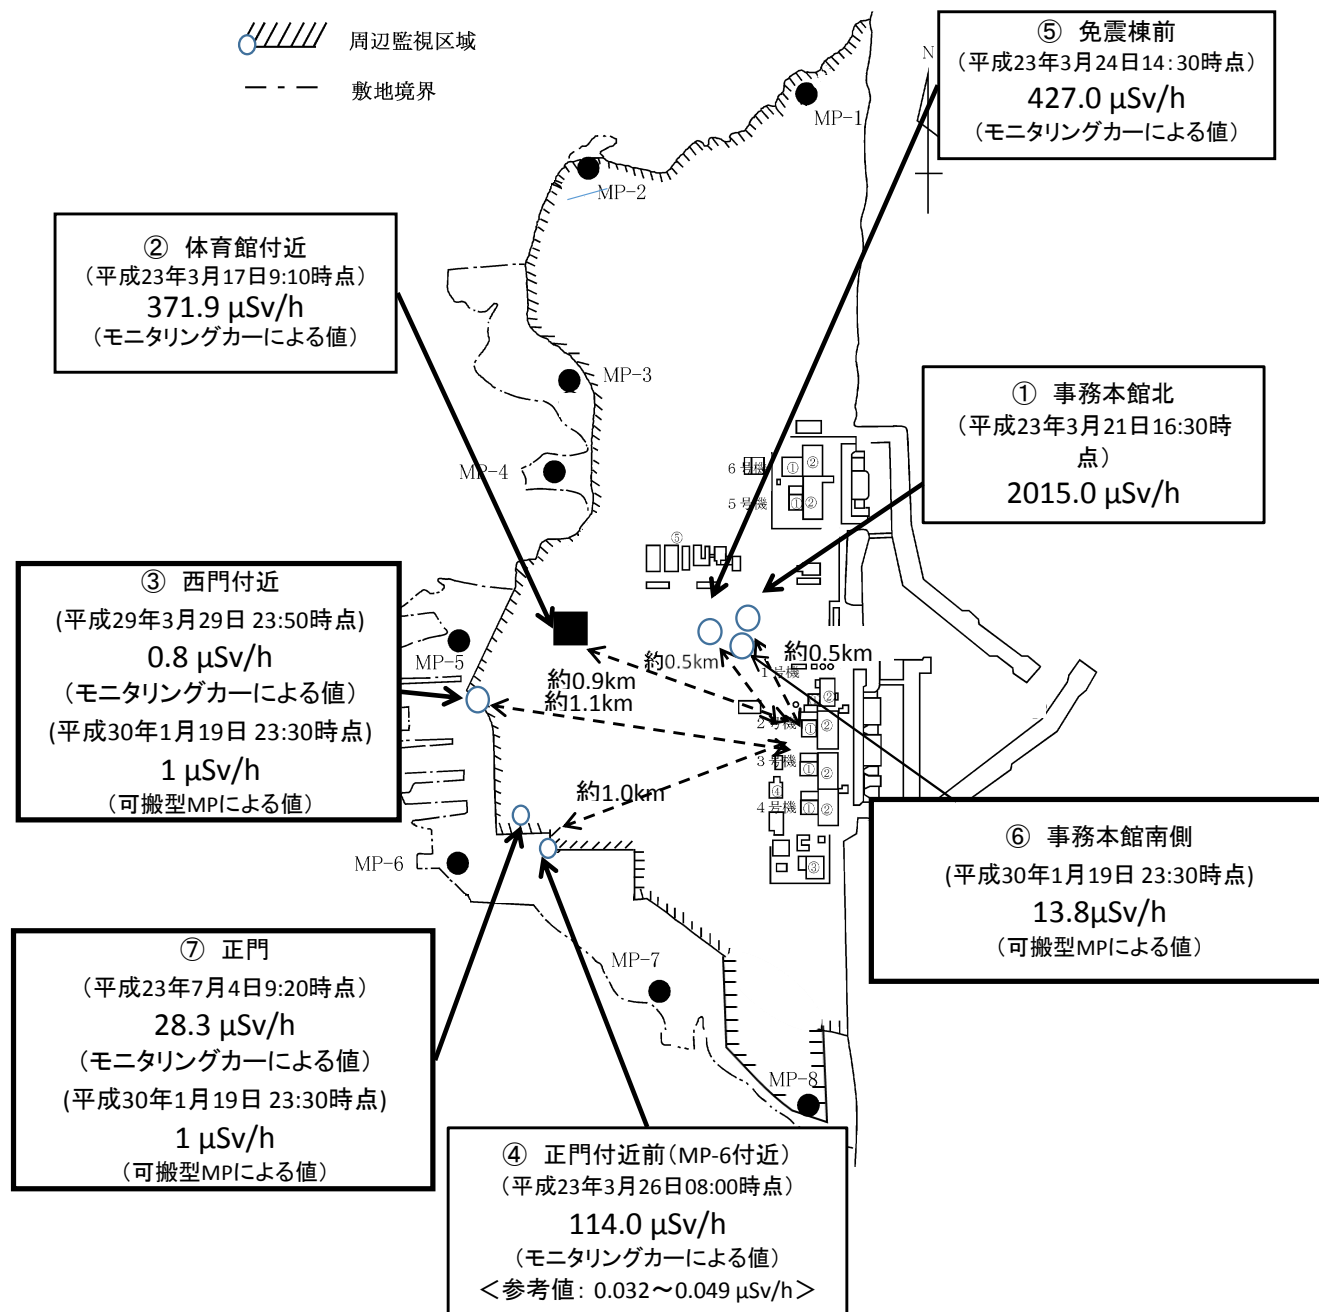 周辺監視区域
敷地境界
⑤ 免震棟前
（平成23年3月24日14:30時点）
427.0 µSv/h
（モニタリングカーによる値）
N
MP-1
MP-2
② 体育館付近
（平成23年3月17日9:10時点）
371.9 µSv/h
（モニタリングカーによる値）
MP-3
① 事務本館北
（平成23年3月21日16:30時
点）
2015.0 µSv/h
MP-4
6号機
① ②
5号機
① ②
⑤
③ 西門付近
(平成29年3月29日 23:50時点)
0.8 µSv/h
（モニタリングカーによる値）
(平成30年1月19日 23:30時点)
1 µSv/h
（可搬型MPによる値）
MP-5
約0.5km
約0.5km
約0.9km
約1.1km
1号機
②
2号機
① ②
3号機
① ②
④
約1.0km
4号機
① ②
③
MP-6
⑥ 事務本館南側
(平成30年1月19日 23:30時点)
13.8µSv/h
（可搬型MPによる値）
⑦ 正門
（平成23年7月4日9:20時点）
28.3 µSv/h
（モニタリングカーによる値）
(平成30年1月19日 23:30時点)
1 µSv/h
（可搬型MPによる値）
MP-7
MP-8
④ 正門付近前（MP-6付近）
（平成23年3月26日08:00時点）
114.0 µSv/h
（モニタリングカーによる値）
＜参考値：0.032～0.049 µSv/h＞